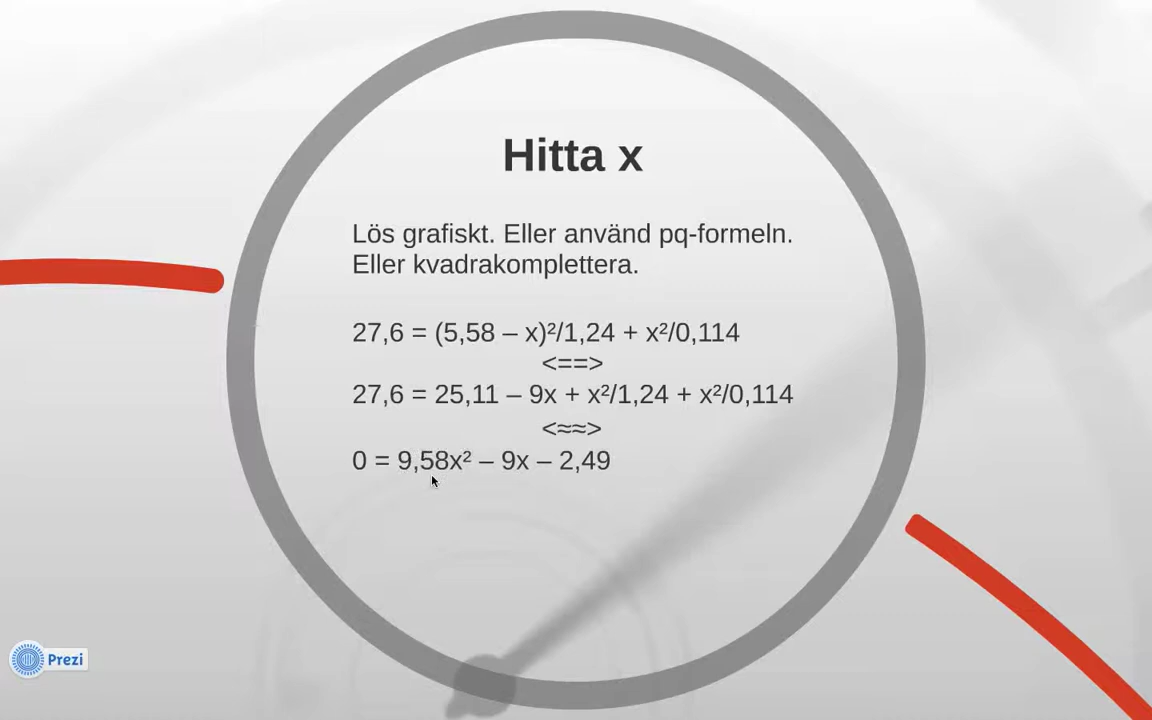 Hitta x
Lös grafiskt. Eller använd pq-formeln.
Eller kvadrakomplettera.
27,6 = (5,58 – x)²/1,24 + x²/0,114
<==>
27,6 = 25,11 – 9x + x²/1,24 + x²/0,114
<≈≈>
0 = 9,58x² – 9x – 2,49
Prezi